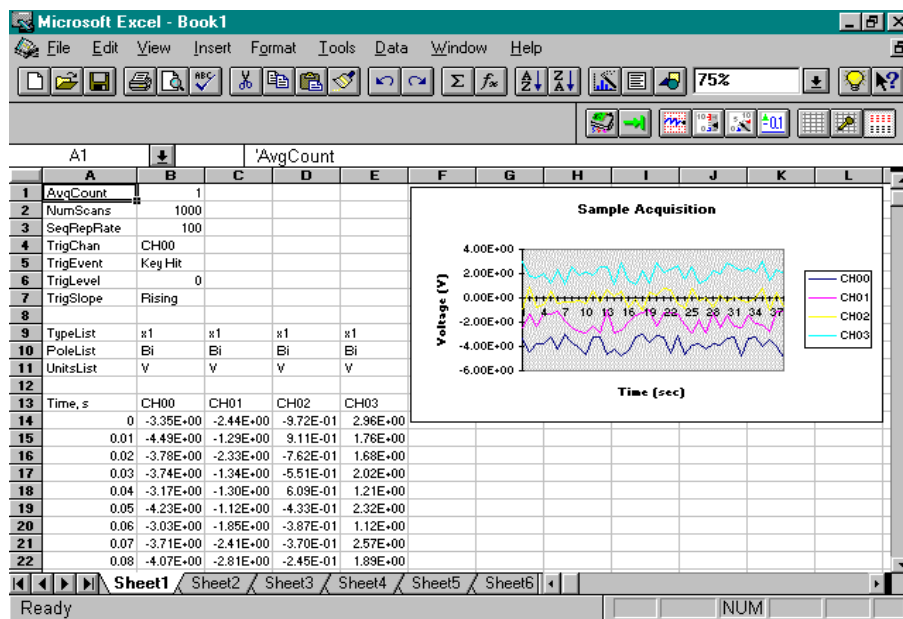 Microsoft Excel - Book1
File Edit View Insert Format Tools Data Window Help
ABC Σ fx A Z Z A 75% ?
A1 'AvgCount
A B C D E F G H I J K L
1 AvgCount 1
2 NumScans 1000
3 SeqRepRate 100
4 TrigChan CH00
5 TrigEvent Key Hit
6 TrigLevel 0
7 TrigSlope Rising
8
9 TypeList x1 x1 x1 x1
10 PoleList Bi Bi Bi Bi
11 UnitsList V V V V
12
13 Time, s CH00 CH01 CH02 CH03
14 0 -3.35E+00 -2.44E+00 -9.72E-01 2.96E+00
15 0.01 -4.49E+00 -1.29E+00 9.11E-01 1.76E+00
16 0.02 -3.78E+00 -2.33E+00 -7.62E-01 1.68E+00
17 0.03 -3.74E+00 -1.34E+00 -5.51E-01 2.02E+00
18 0.04 -3.17E+00 -1.30E+00 6.09E-01 1.21E+00
19 0.05 -4.23E+00 -1.12E+00 -4.33E-01 2.32E+00
20 0.06 -3.03E+00 -1.85E+00 -3.87E-01 1.12E+00
21 0.07 -3.71E+00 -2.41E+00 -3.70E-01 2.57E+00
22 0.08 -4.07E+00 -2.81E+00 -2.45E-01 1.89E+00
Sample Acquisition
Voltage (V)
4.00E+00
2.00E+00
0.00E+00
-2.00E+00
-4.00E+00
-6.00E+00
1 4 7 10 13 16 19 22 25 28 31 34 37
Time (sec)
CH00
CH01
CH02
CH03
Sheet1 Sheet2 Sheet3 Sheet4 Sheet5 Sheet6
Ready NUM